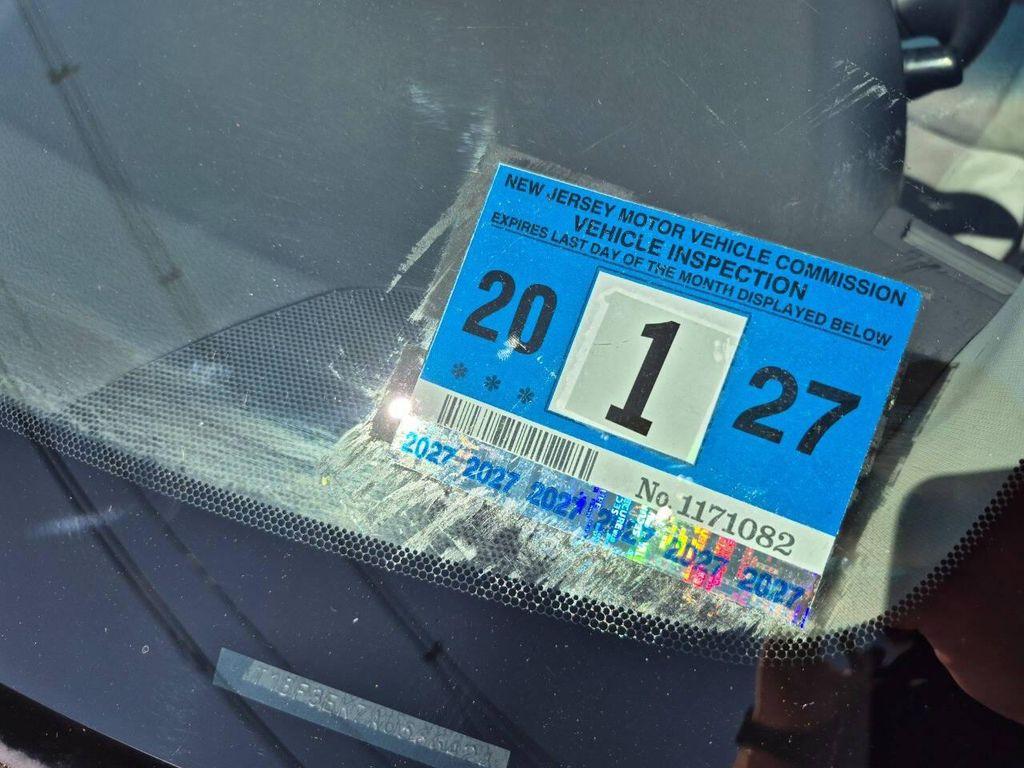 NEW JERSEY MOTOR VEHICLE COMMISSION
VEHICLE INSPECTION
EXPIRES LAST DAY OF THE MONTH DISPLAYED BELOW
20 1 27
***
No 1171082
2027 2027 2027 2027 2027 2027